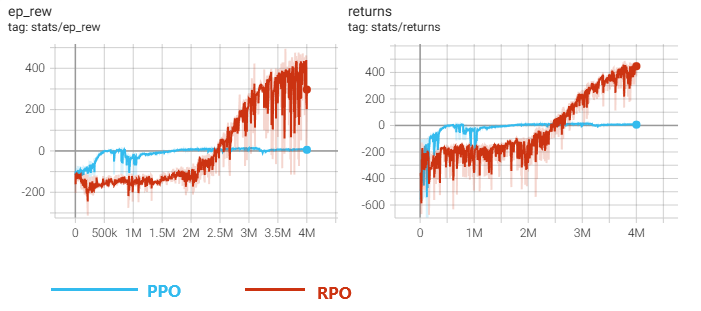 ep_rew
tag: stats/ep_rew
400
200
0
-200
0 500k 1M 1.5M 2M 2.5M 3M 3.5M 4M
returns
tag: stats/returns
400
200
0
-200
-400
-600
0 1M 2M 3M 4M
PPO
RPO